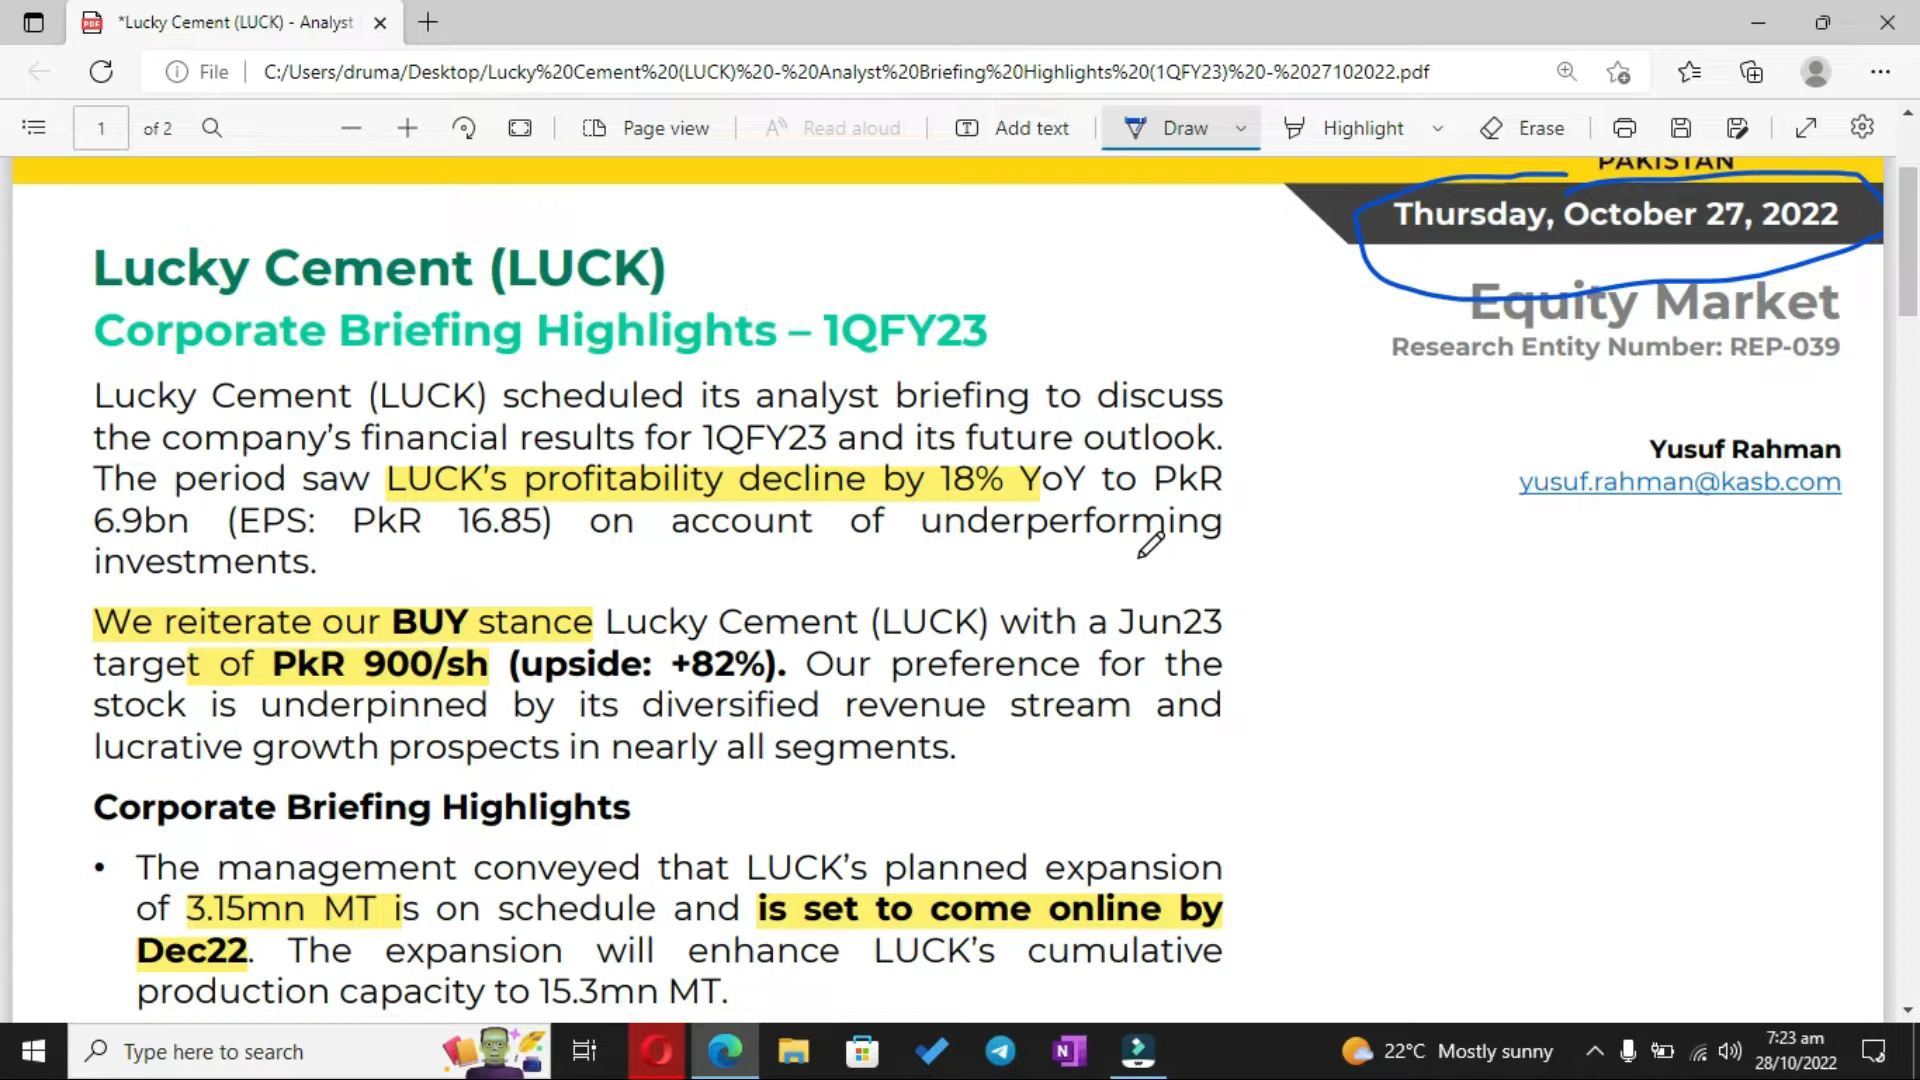 *Lucky Cement (LUCK) - Analyst
File
C:/Users/druma/Desktop/Lucky%20Cement%20(LUCK)%20-%20Analyst%20Briefing%20Highlights%20(1QFY23)%20-%2027102022.pdf
1 of 2
Page view
Read aloud
Add text
Draw
Highlight
Erase
PAKISTAN
Thursday, October 27, 2022
Lucky Cement (LUCK)
Corporate Briefing Highlights – 1QFY23
Equity Market
Research Entity Number: REP-039
Yusuf Rahman
yusuf.rahman@kasb.com
Lucky Cement (LUCK) scheduled its analyst briefing to discuss
the company's financial results for 1QFY23 and its future outlook.
The period saw LUCK's profitability decline by 18% YoY to PkR
6.9bn (EPS: PkR 16.85) on account of underperforming
investments.
We reiterate our BUY stance Lucky Cement (LUCK) with a Jun23
target of PkR 900/sh (upside: +82%). Our preference for the
stock is underpinned by its diversified revenue stream and
lucrative growth prospects in nearly all segments.
Corporate Briefing Highlights
• The management conveyed that LUCK's planned expansion
of 3.15mn MT is on schedule and is set to come online by
Dec22. The expansion will enhance LUCK's cumulative
production capacity to 15.3mn MT.
Type here to search
22°C Mostly sunny
7:23 am
28/10/2022